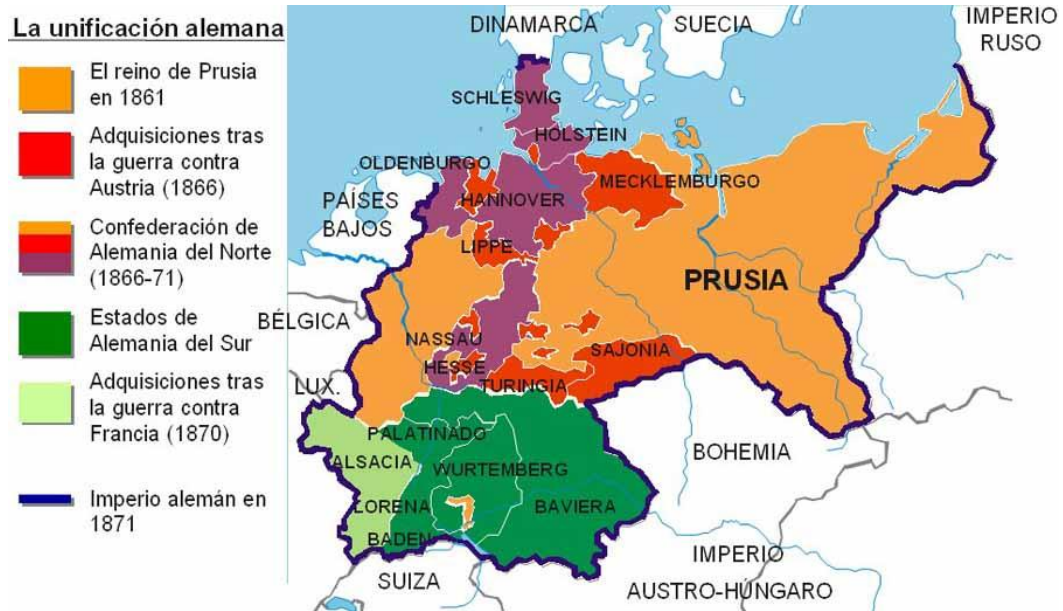 La unificación alemana
El reino de Prusia
en 1861
Adquisiciones tras
la guerra contra
Austria (1866)
Confederación de
Alemania del Norte
(1866-71)
Estados de
Alemania del Sur
Adquisiciones tras
la guerra contra
Francia (1870)
Imperio alemán en
1871
DINAMARCA
SUECIA
IMPERIO
RUSO
SCHLESWIG
HOLSTEIN
OLDENBURGO
MECKLEMBURGO
HANNOVER
PAÍSES
BAJOS
LIPPE
PRUSIA
BÉLGICA
NASSAU
SAJONIA
HESSE
TURINGIA
LUX.
PALATINADO
BOHEMIA
ALSACIA
WURTEMBERG
LORENA
BAVIERA
BADEN
IMPERIO
AUSTRO-HÚNGARO
SUIZA